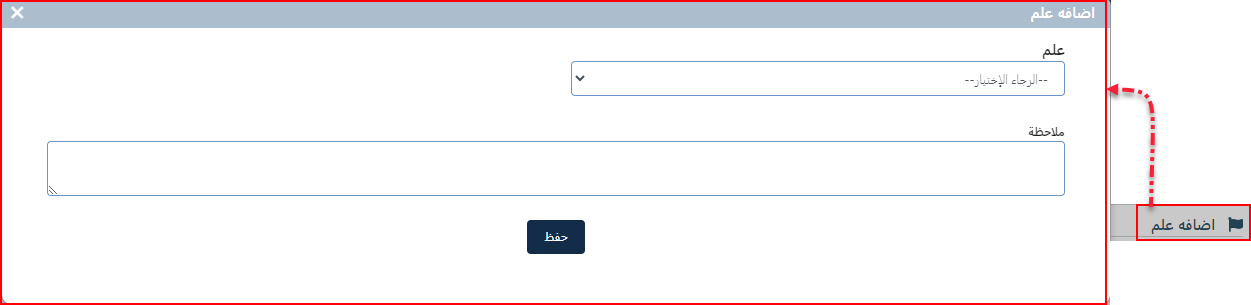 اضافه علم
علم
--الرجاء الإختيار--
ملاحظة
حفظ
اضافه علم